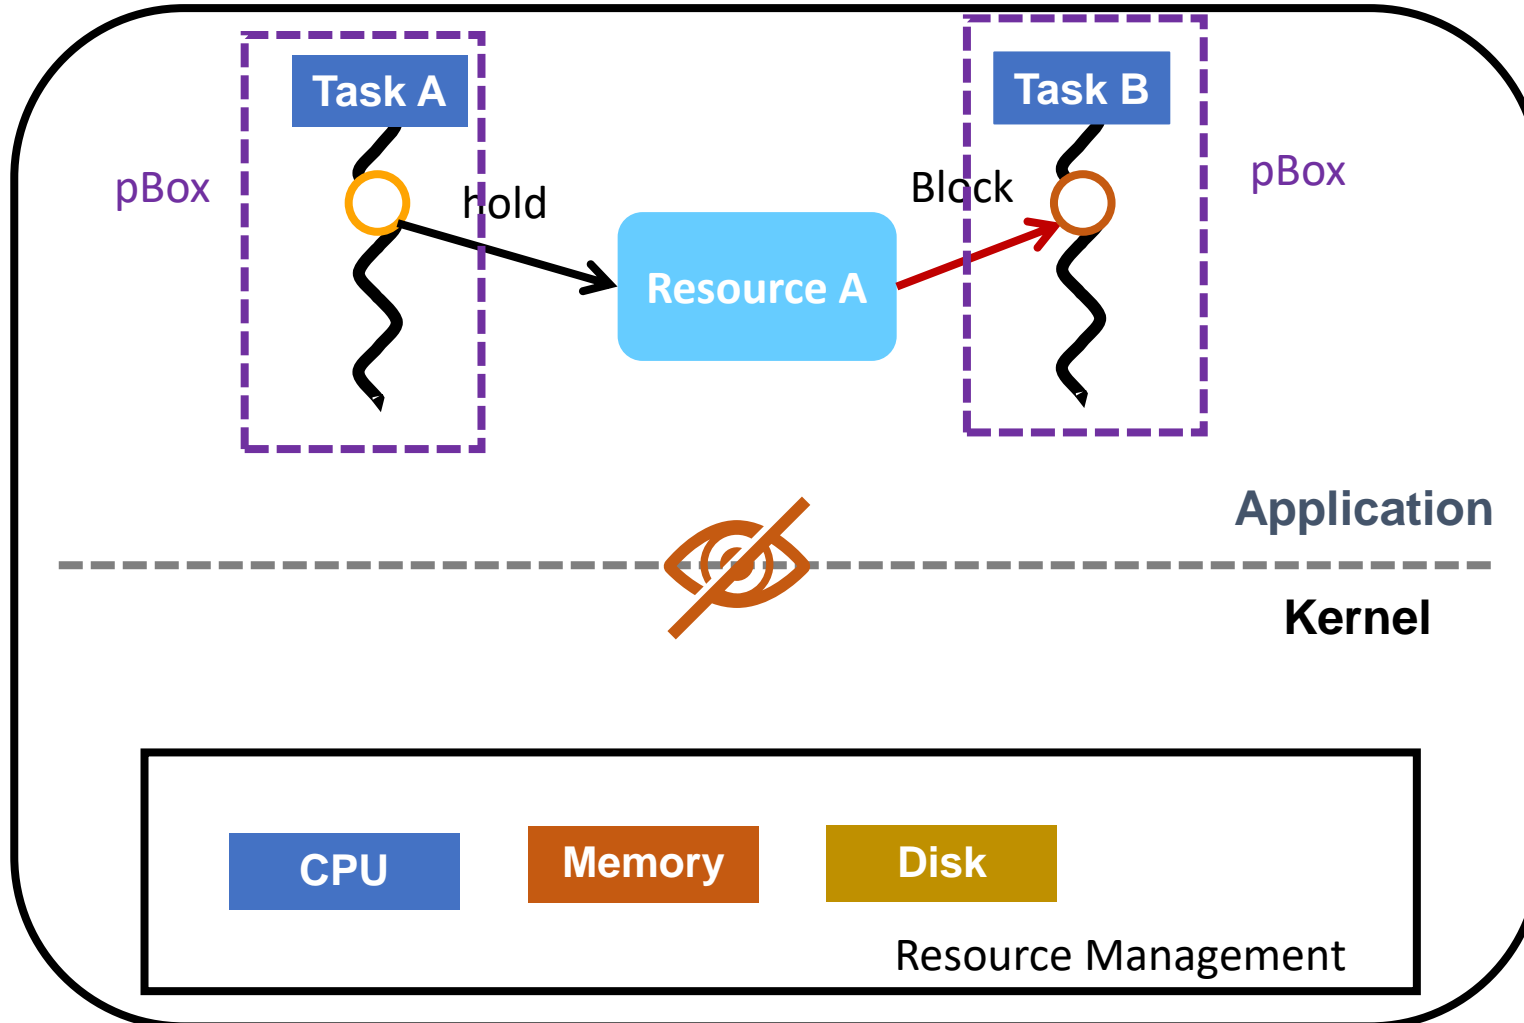 Task A
Task B
pBox
hold
Block
pBox
Resource A
Application
Kernel
CPU
Memory
Disk
Resource Management